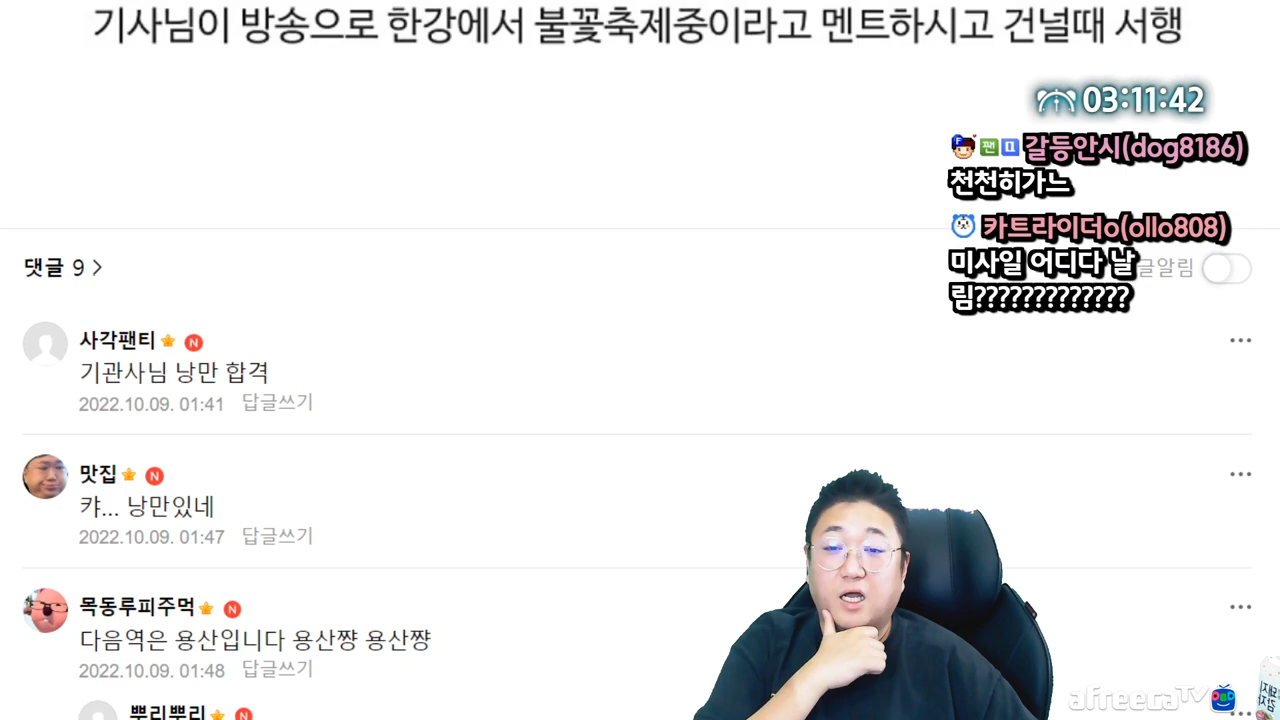 기사님이 방송으로 한강에서 불꽃축제중이라고 멘트하시고 건널때 서행
03:11:42
팬 갈등안시(dog8186)
천천히가느
카트라이더o(ollo808)
미사일 어디다 날
림?????????????
댓글 9
글알림
사각팬티 N
기관사님 낭만 합격
2022.10.09. 01:41 답글쓰기
맛집 N
캬... 낭만있네
2022.10.09. 01:47 답글쓰기
목동루피주먹 N
다음역은 용산입니다 용산쨩 용산쨩
2022.10.09. 01:48 답글쓰기
뿌리뿌리 N
afreecaTV